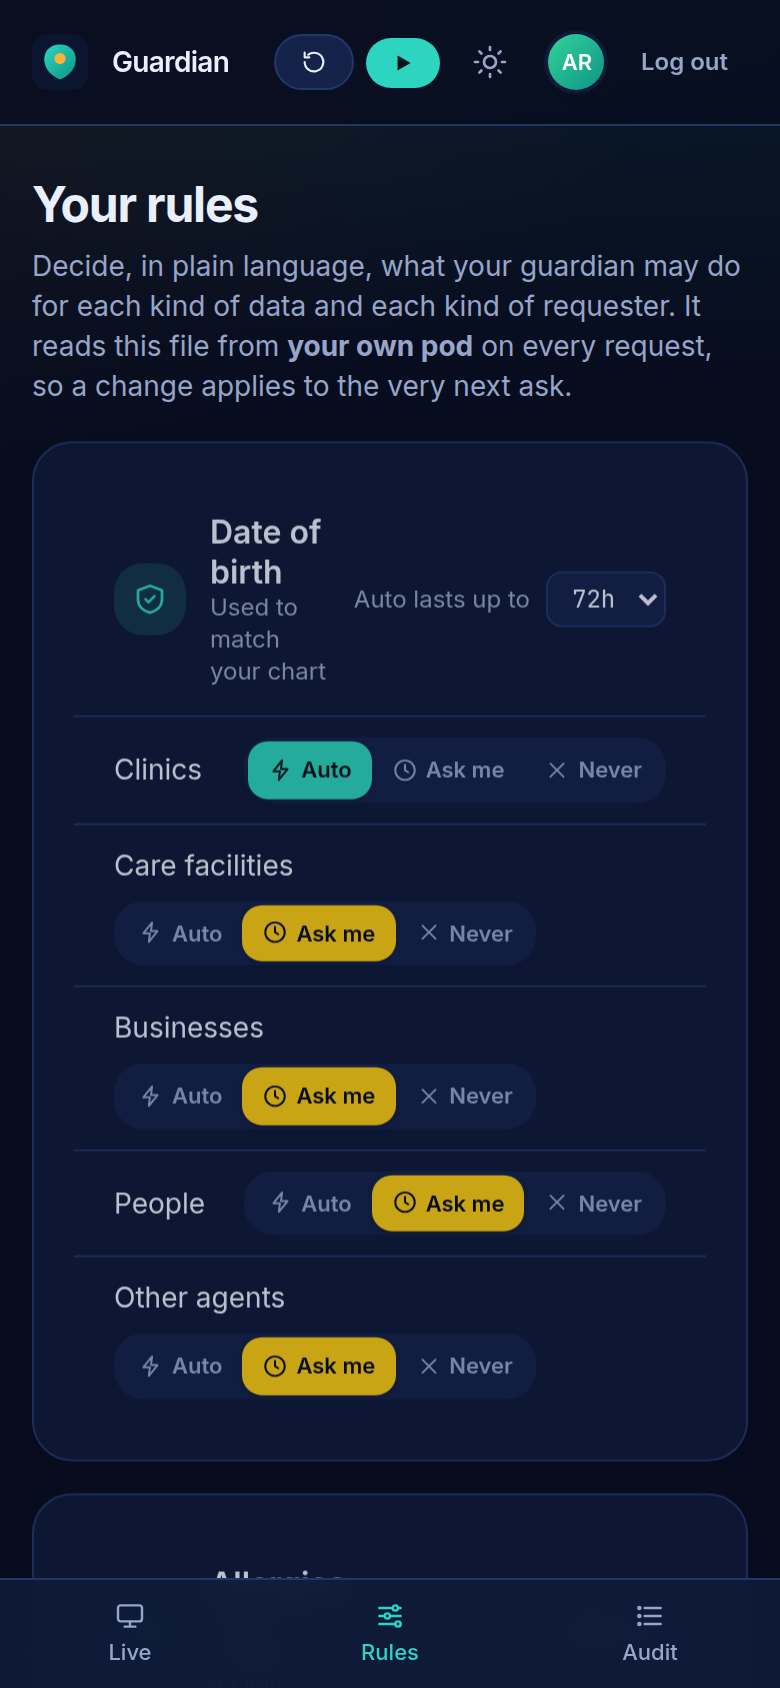 Guardian
AR
Log out
Your rules
Decide, in plain language, what your guardian may do
for each kind of data and each kind of requester. It
reads this file from your own pod on every request,
so a change applies to the very next ask.
Date of
birth
Used to
match
your chart
Auto lasts up to
72h
Clinics
Auto
Ask me
Never
Care facilities
Auto
Ask me
Never
Businesses
Auto
Ask me
Never
People
Auto
Ask me
Never
Other agents
Auto
Ask me
Never
Live
Rules
Audit